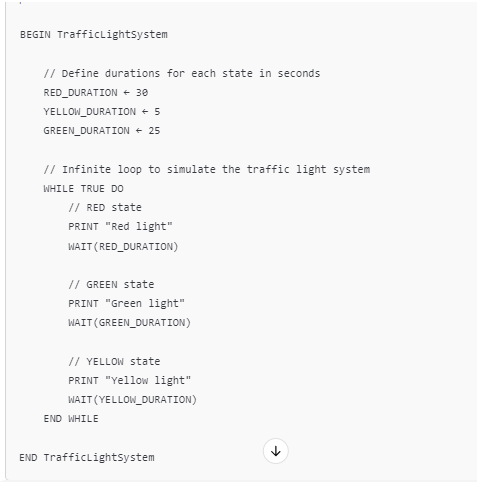 BEGIN TrafficLightSystem
// Define durations for each state in seconds
RED_DURATION ← 30
YELLOW_DURATION ← 5
GREEN_DURATION ← 25
// Infinite loop to simulate the traffic light system
WHILE TRUE DO
// RED state
PRINT "Red light"
WAIT(RED_DURATION)
// GREEN state
PRINT "Green light"
WAIT(GREEN_DURATION)
// YELLOW state
PRINT "Yellow light"
WAIT(YELLOW_DURATION)
END WHILE
END TrafficLightSystem